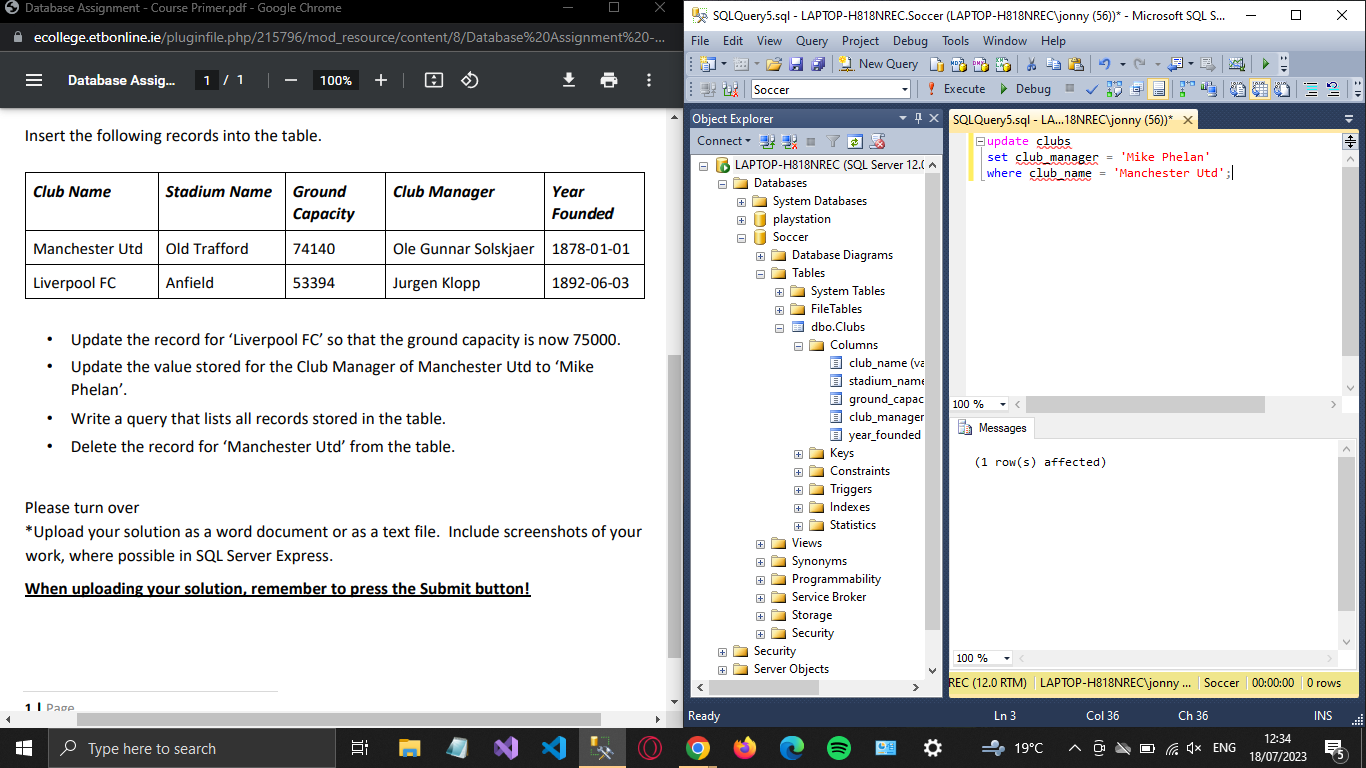 Database Assignment - Course Primer.pdf - Google Chrome
ecollege.etbonline.ie/pluginfile.php/215796/mod_resource/content/8/Database%20Assignment%20-...
Database Assig...
1 / 1
100%
Insert the following records into the table.
Club Name Stadium Name Ground Capacity Club Manager Year Founded
Manchester Utd Old Trafford 74140 Ole Gunnar Solskjaer 1878-01-01
Liverpool FC Anfield 53394 Jurgen Klopp 1892-06-03
• Update the record for ‘Liverpool FC’ so that the ground capacity is now 75000.
• Update the value stored for the Club Manager of Manchester Utd to ‘Mike
Phelan’.
• Write a query that lists all records stored in the table.
• Delete the record for ‘Manchester Utd’ from the table.
Please turn over
*Upload your solution as a word document or as a text file. Include screenshots of your
work, where possible in SQL Server Express.
When uploading your solution, remember to press the Submit button!
1 | Page
SQLQuery5.sql - LAPTOP-H818NREC.Soccer (LAPTOP-H818NREC\jonny (56))* - Microsoft SQL S...
File Edit View Query Project Debug Tools Window Help
New Query
Soccer
Execute Debug
Object Explorer
Connect
LAPTOP-H818NREC (SQL Server 12.0
Databases
System Databases
playstation
Soccer
Database Diagrams
Tables
System Tables
FileTables
dbo.Clubs
Columns
club_name (va
stadium_name
ground_capac
club_manager
year_founded
Keys
Constraints
Triggers
Indexes
Statistics
Views
Synonyms
Programmability
Service Broker
Storage
Security
Security
Server Objects
SQLQuery5.sql - LA...18NREC\jonny (56))*
update clubs
set club_manager = 'Mike Phelan'
where club_name = 'Manchester Utd';
100 %
Messages
(1 row(s) affected)
100 %
REC (12.0 RTM) LAPTOP-H818NREC\jonny ... Soccer 00:00:00 0 rows
Ready Ln 3 Col 36 Ch 36 INS
Type here to search
19°C
ENG
12:34
18/07/2023
5